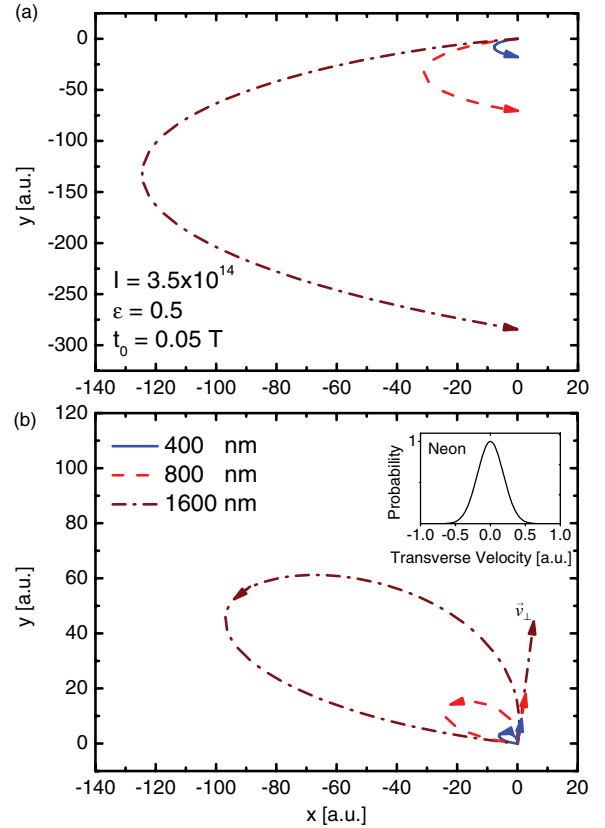 (a)
0
-50
-100
-150
-200
-250
-300
y [a.u.]
I = 3.5x10^14
ε = 0.5
t_0 = 0.05 T
-140 -120 -100 -80 -60 -40 -20 0 20
(b)
120
100
80
60
40
20
0
y [a.u.]
400 nm
800 nm
1600 nm
Neon
1
Probability
-1.0 -0.5 0.0 0.5 1.0
Transverse Velocity [a.u.]
v⃗_⊥
-140 -120 -100 -80 -60 -40 -20 0 20
x [a.u.]